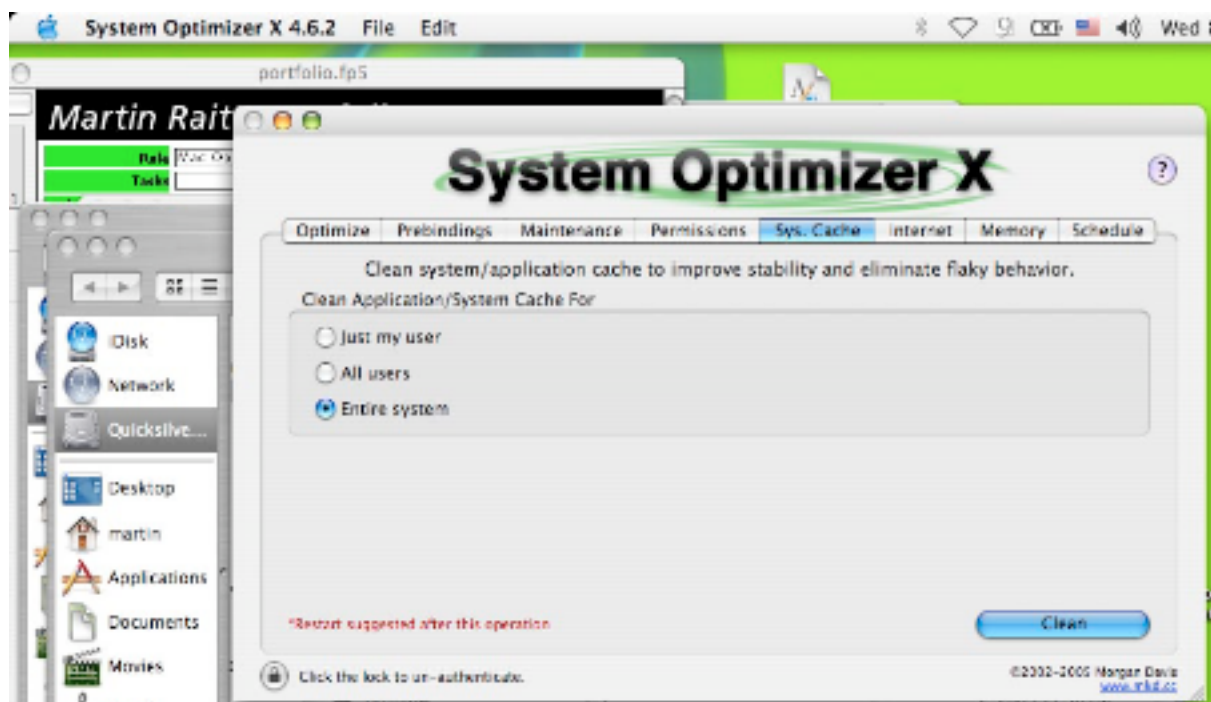 System Optimizer X 4.6.2 File Edit Wed
portfolio.fp5
Martin Rait
System Optimizer X
?
Optimize Prebindings Maintenance Permissions Sys. Cache Internet Memory Schedule
Clean system/application cache to improve stability and eliminate flaky behavior.
Clean Application/System Cache For
Just my user
All users
Entire system
iDisk
Network
Quicksilve...
Desktop
martin
Applications
Documents
Movies
*Restart suggested after this operation
Clean
Click the lock to un-authenticate.
©2002-2005 Morgan Davis
www.mkd.cc